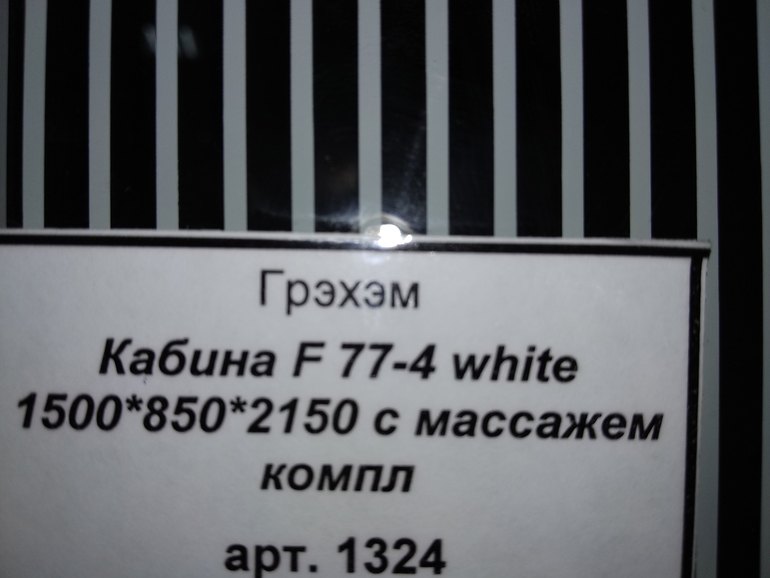 Грэхэм
Кабина F 77-4 white
1500*850*2150 с массажем
компл
арт. 1324